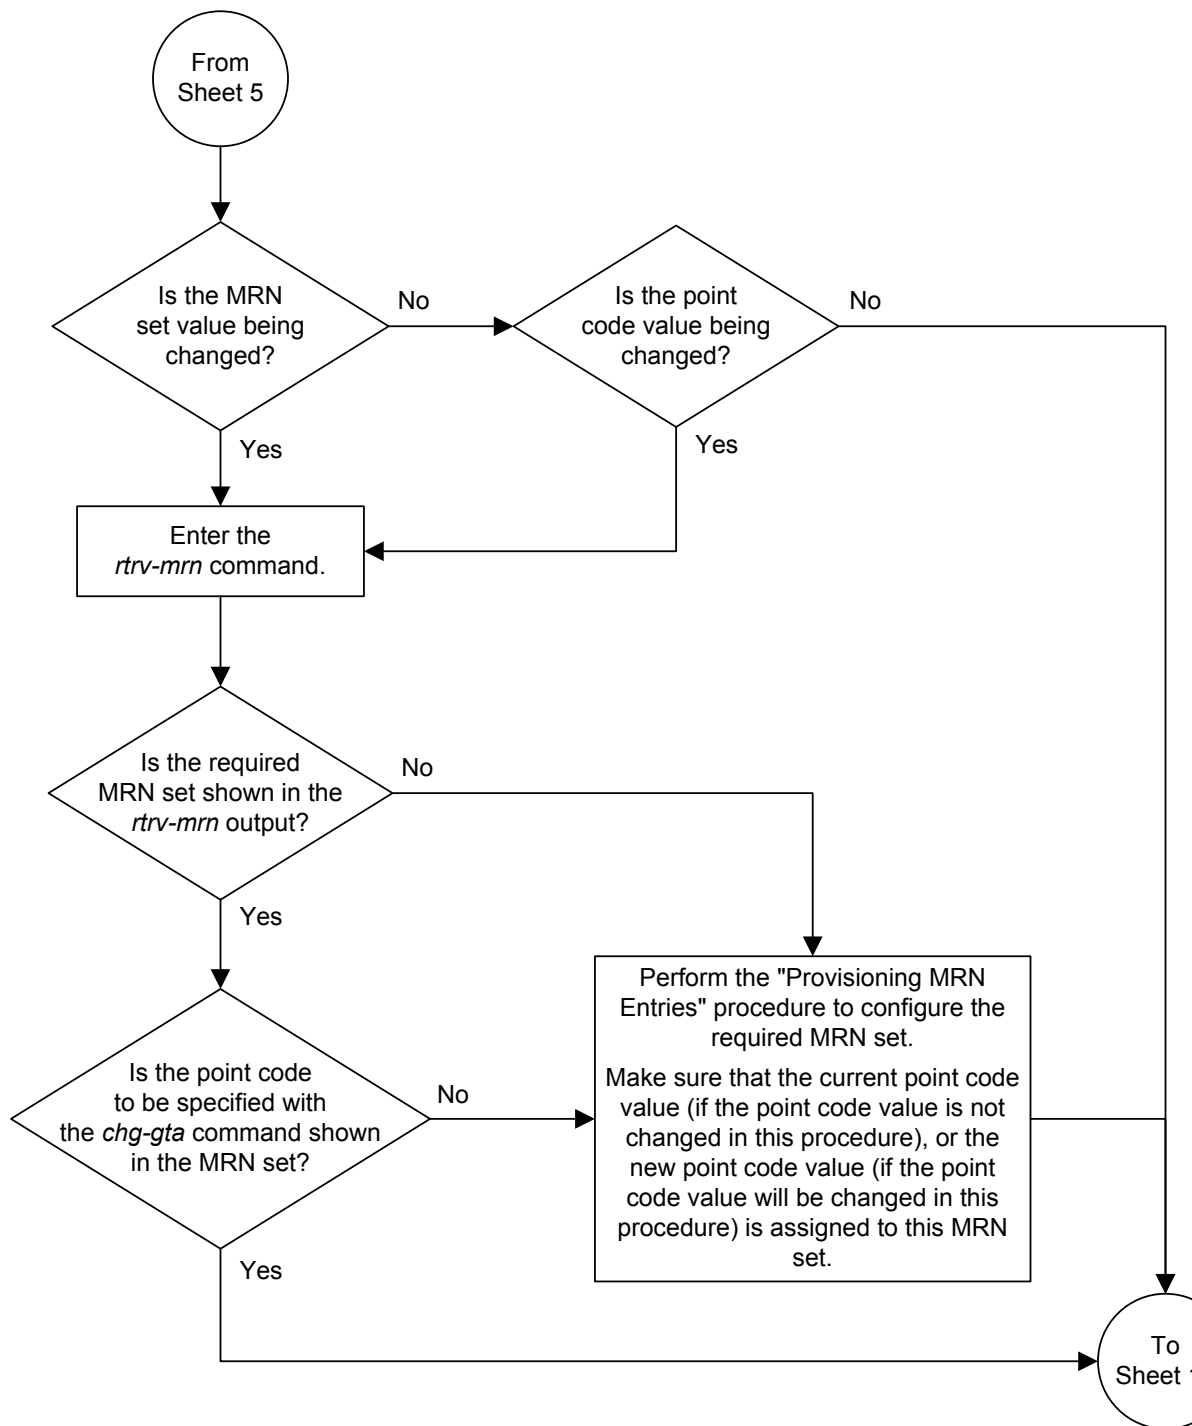 From
Sheet 5
Is the MRN
set value being
changed?
No
Is the point
code value being
changed?
No
Yes
Yes
Enter the
rtrv-mrn command.
Is the required
MRN set shown in the
rtrv-mrn output?
No
Yes
Perform the "Provisioning MRN
Entries" procedure to configure the
required MRN set.
Make sure that the current point code
value (if the point code value is not
changed in this procedure), or the
new point code value (if the point
code value will be changed in this
procedure) is assigned to this MRN
set.
Is the point code
to be specified with
the chg-gta command shown
in the MRN set?
No
Yes
To
Sheet